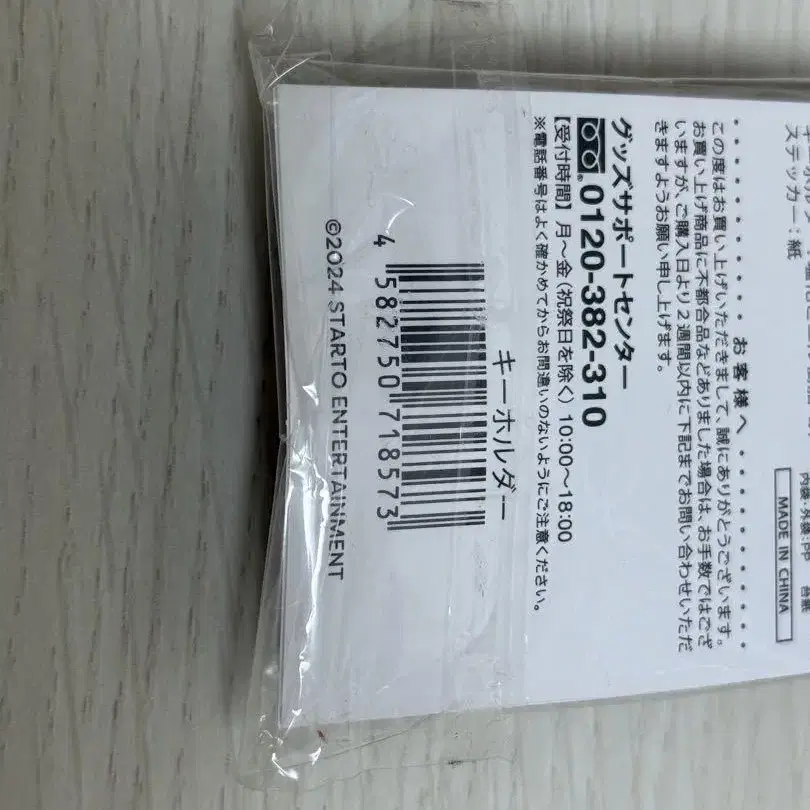 ステッカー：紙
内袋・外袋：PP 台紙
MADE IN CHINA
お客様へ
この度はお買い上げいただきまして、誠にありがとうございます。
お買い上げ商品に不都合品などありました場合は、お手数ではござ
いますが、ご購入日より2週間以内に下記までお問い合わせいただ
きますようお願い申し上げます。
グッズサポートセンター
0120-382-310
【受付時間】月～金（祝祭日を除く）10:00～18:00
※電話番号はよく確かめてからお間違いのないようにご注意ください。
キーホルダー
4 582750 718573
©2024 STARTO ENTERTAINMENT